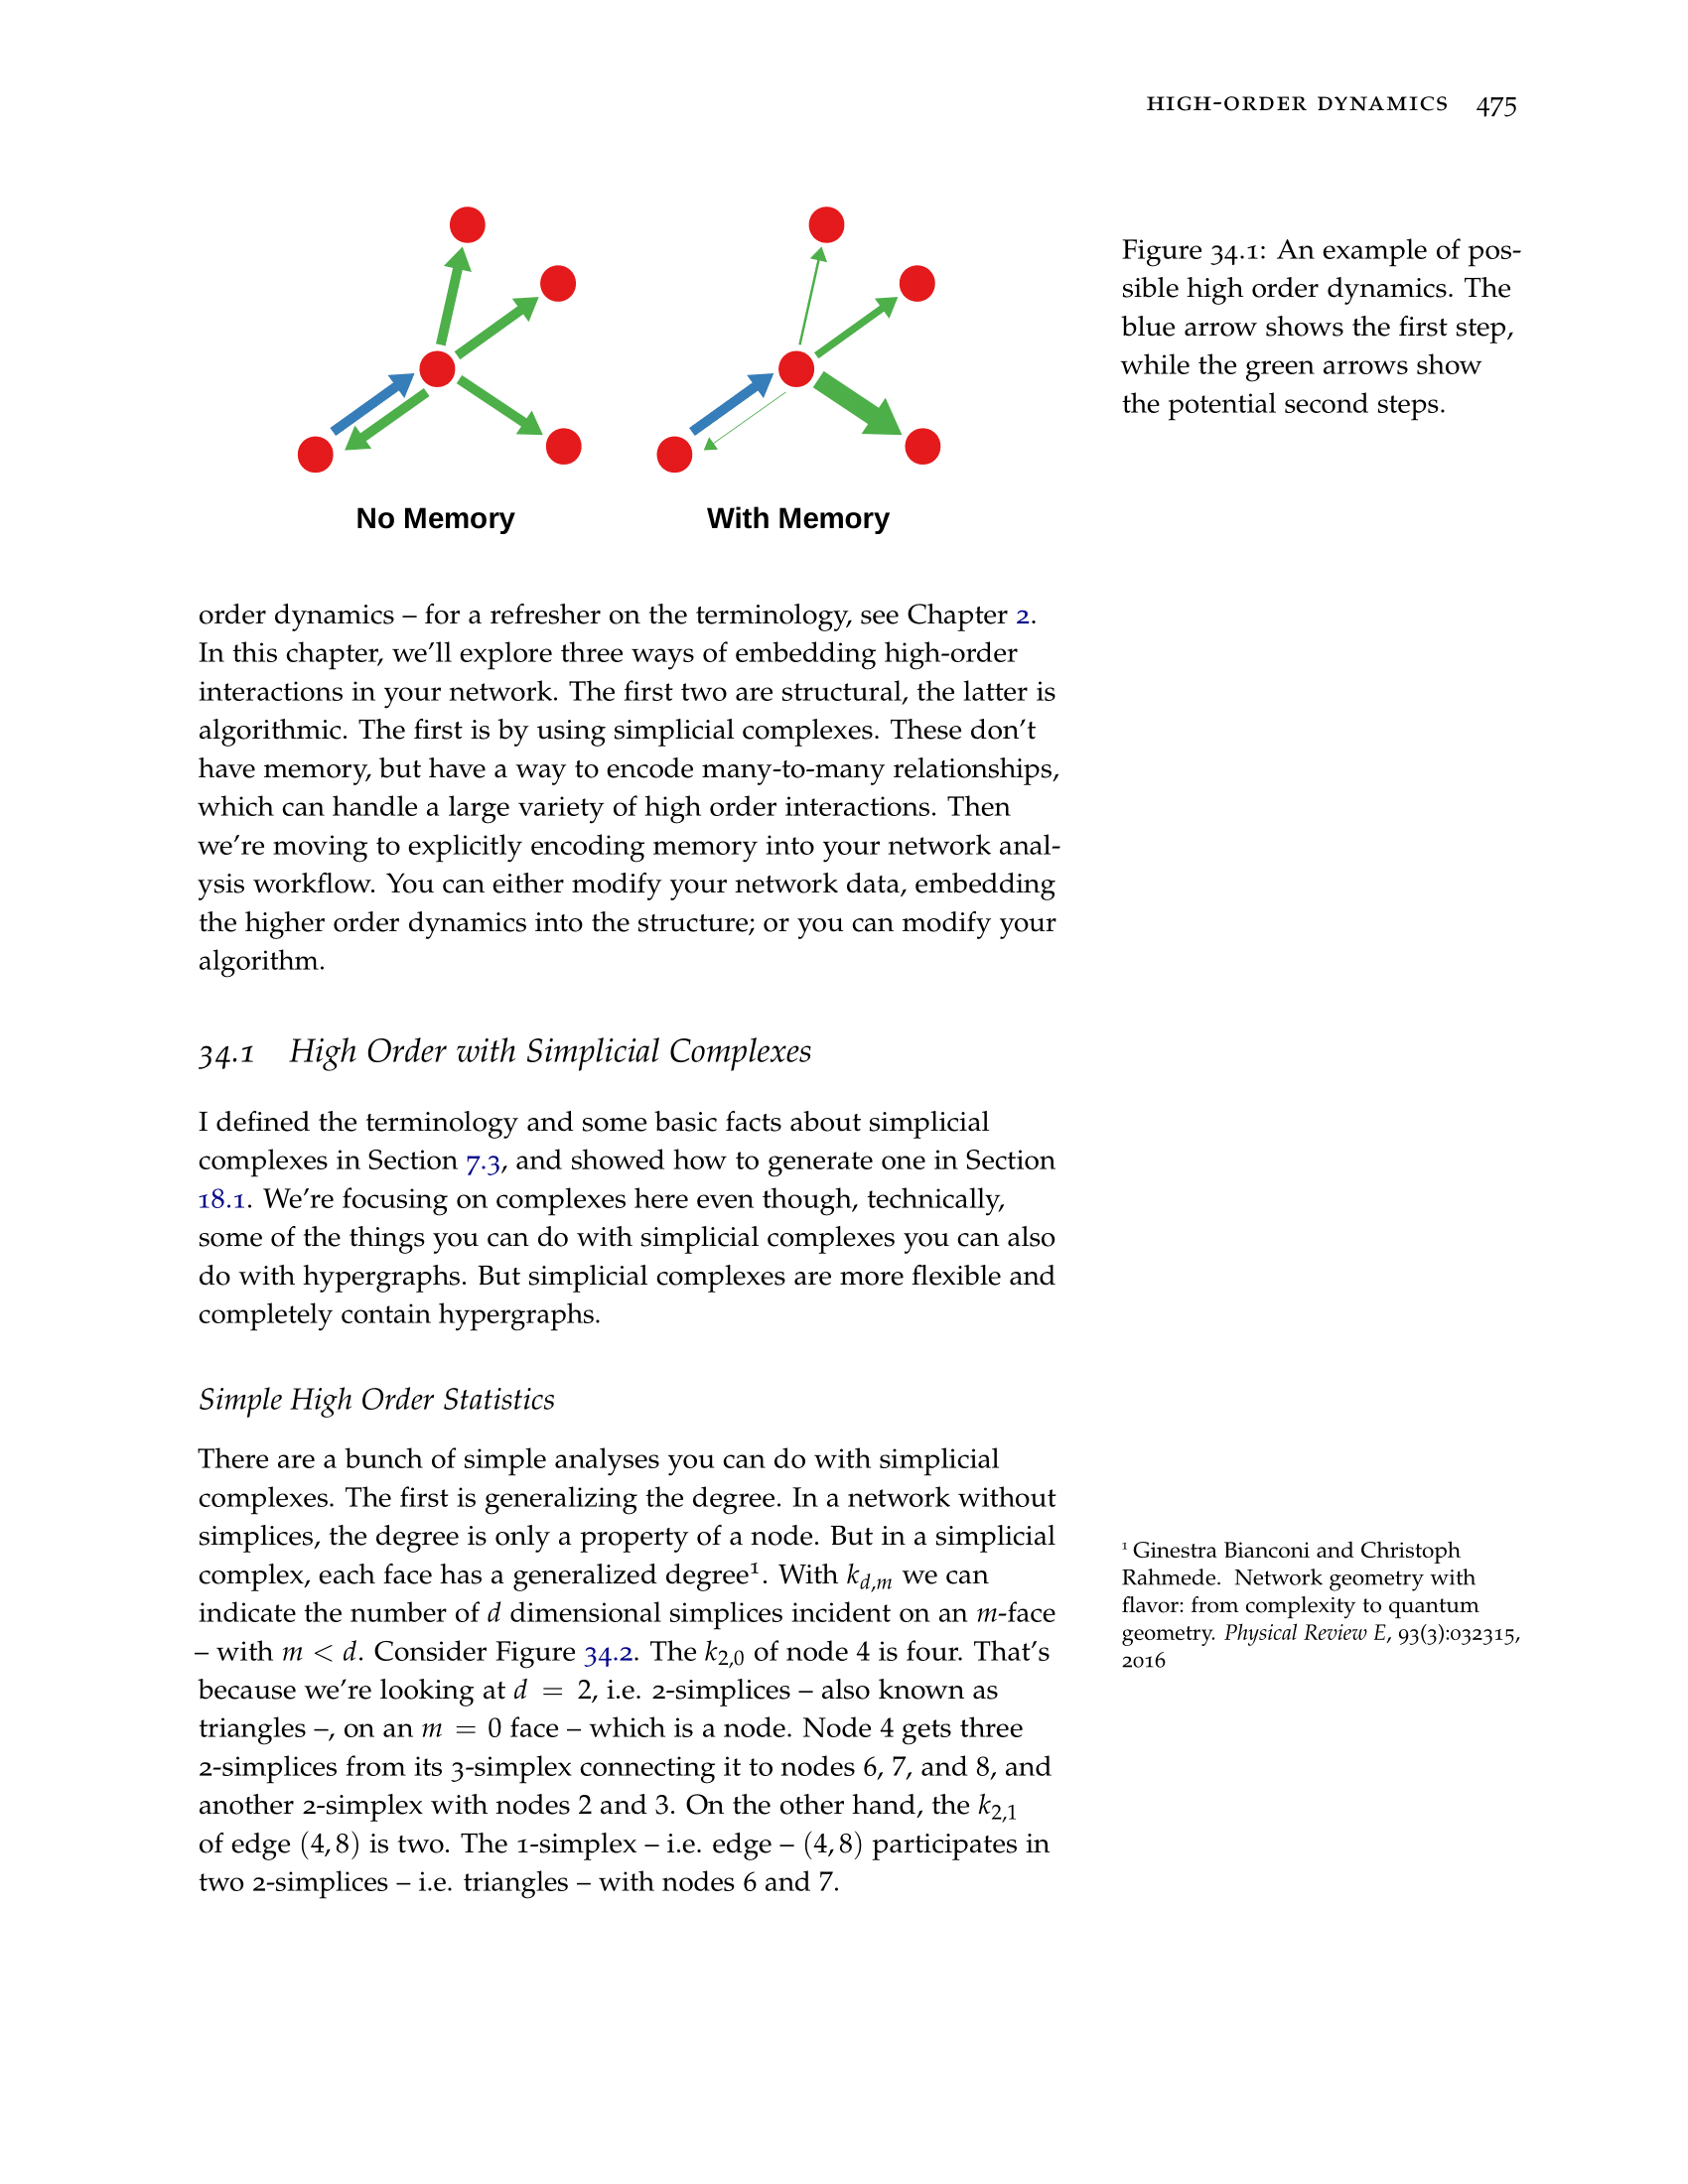 HIGH-ORDER DYNAMICS 475
No Memory
With Memory
Figure 34.1: An example of pos-
sible high order dynamics. The
blue arrow shows the first step,
while the green arrows show
the potential second steps.
order dynamics – for a refresher on the terminology, see Chapter 2.
In this chapter, we’ll explore three ways of embedding high-order
interactions in your network. The first two are structural, the latter is
algorithmic. The first is by using simplicial complexes. These don’t
have memory, but have a way to encode many-to-many relationships,
which can handle a large variety of high order interactions. Then
we’re moving to explicitly encoding memory into your network anal-
ysis workflow. You can either modify your network data, embedding
the higher order dynamics into the structure; or you can modify your
algorithm.
34.1 High Order with Simplicial Complexes
I defined the terminology and some basic facts about simplicial
complexes in Section 7.3, and showed how to generate one in Section
18.1. We’re focusing on complexes here even though, technically,
some of the things you can do with simplicial complexes you can also
do with hypergraphs. But simplicial complexes are more flexible and
completely contain hypergraphs.
Simple High Order Statistics
There are a bunch of simple analyses you can do with simplicial
complexes. The first is generalizing the degree. In a network without
simplices, the degree is only a property of a node. But in a simplicial
complex, each face has a generalized degree¹. With k_{d,m} we can
indicate the number of d dimensional simplices incident on an m-face
– with m < d. Consider Figure 34.2. The k_{2,0} of node 4 is four. That’s
because we’re looking at d = 2, i.e. 2-simplices – also known as
triangles –, on an m = 0 face – which is a node. Node 4 gets three
2-simplices from its 3-simplex connecting it to nodes 6, 7, and 8, and
another 2-simplex with nodes 2 and 3. On the other hand, the k_{2,1}
of edge (4, 8) is two. The 1-simplex – i.e. edge – (4, 8) participates in
two 2-simplices – i.e. triangles – with nodes 6 and 7.
¹ Ginestra Bianconi and Christoph
Rahmede. Network geometry with
flavor: from complexity to quantum
geometry. Physical Review E, 93(3):032315,
2016